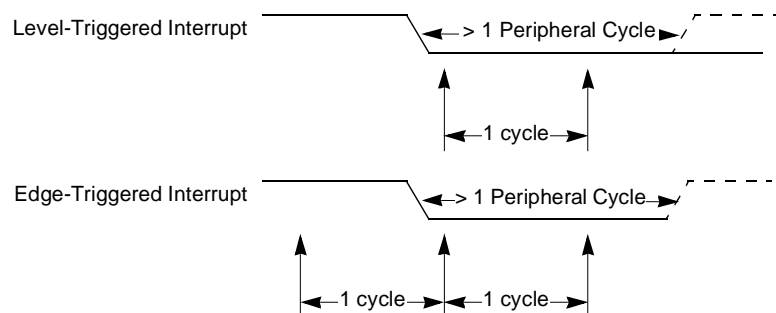 Level-Triggered Interrupt
> 1 Peripheral Cycle
1 cycle
Edge-Triggered Interrupt
> 1 Peripheral Cycle
1 cycle 1 cycle